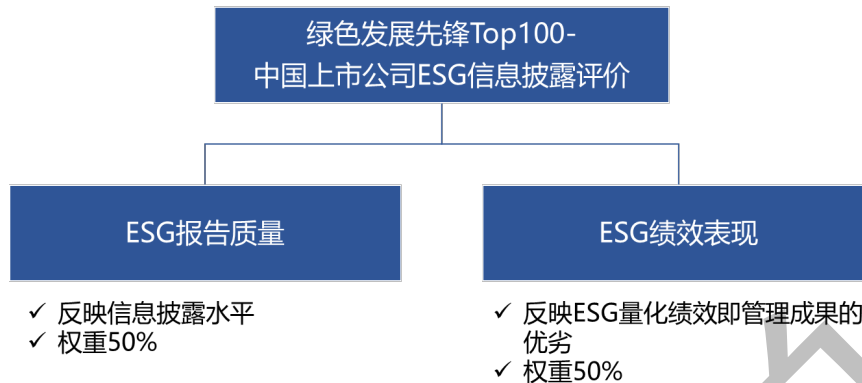 绿色发展先锋Top100-
中国上市公司ESG信息披露评价
ESG报告质量
✓ 反映信息披露水平
✓ 权重50%
ESG绩效表现
✓ 反映ESG量化绩效即管理成果的
优劣
✓ 权重50%